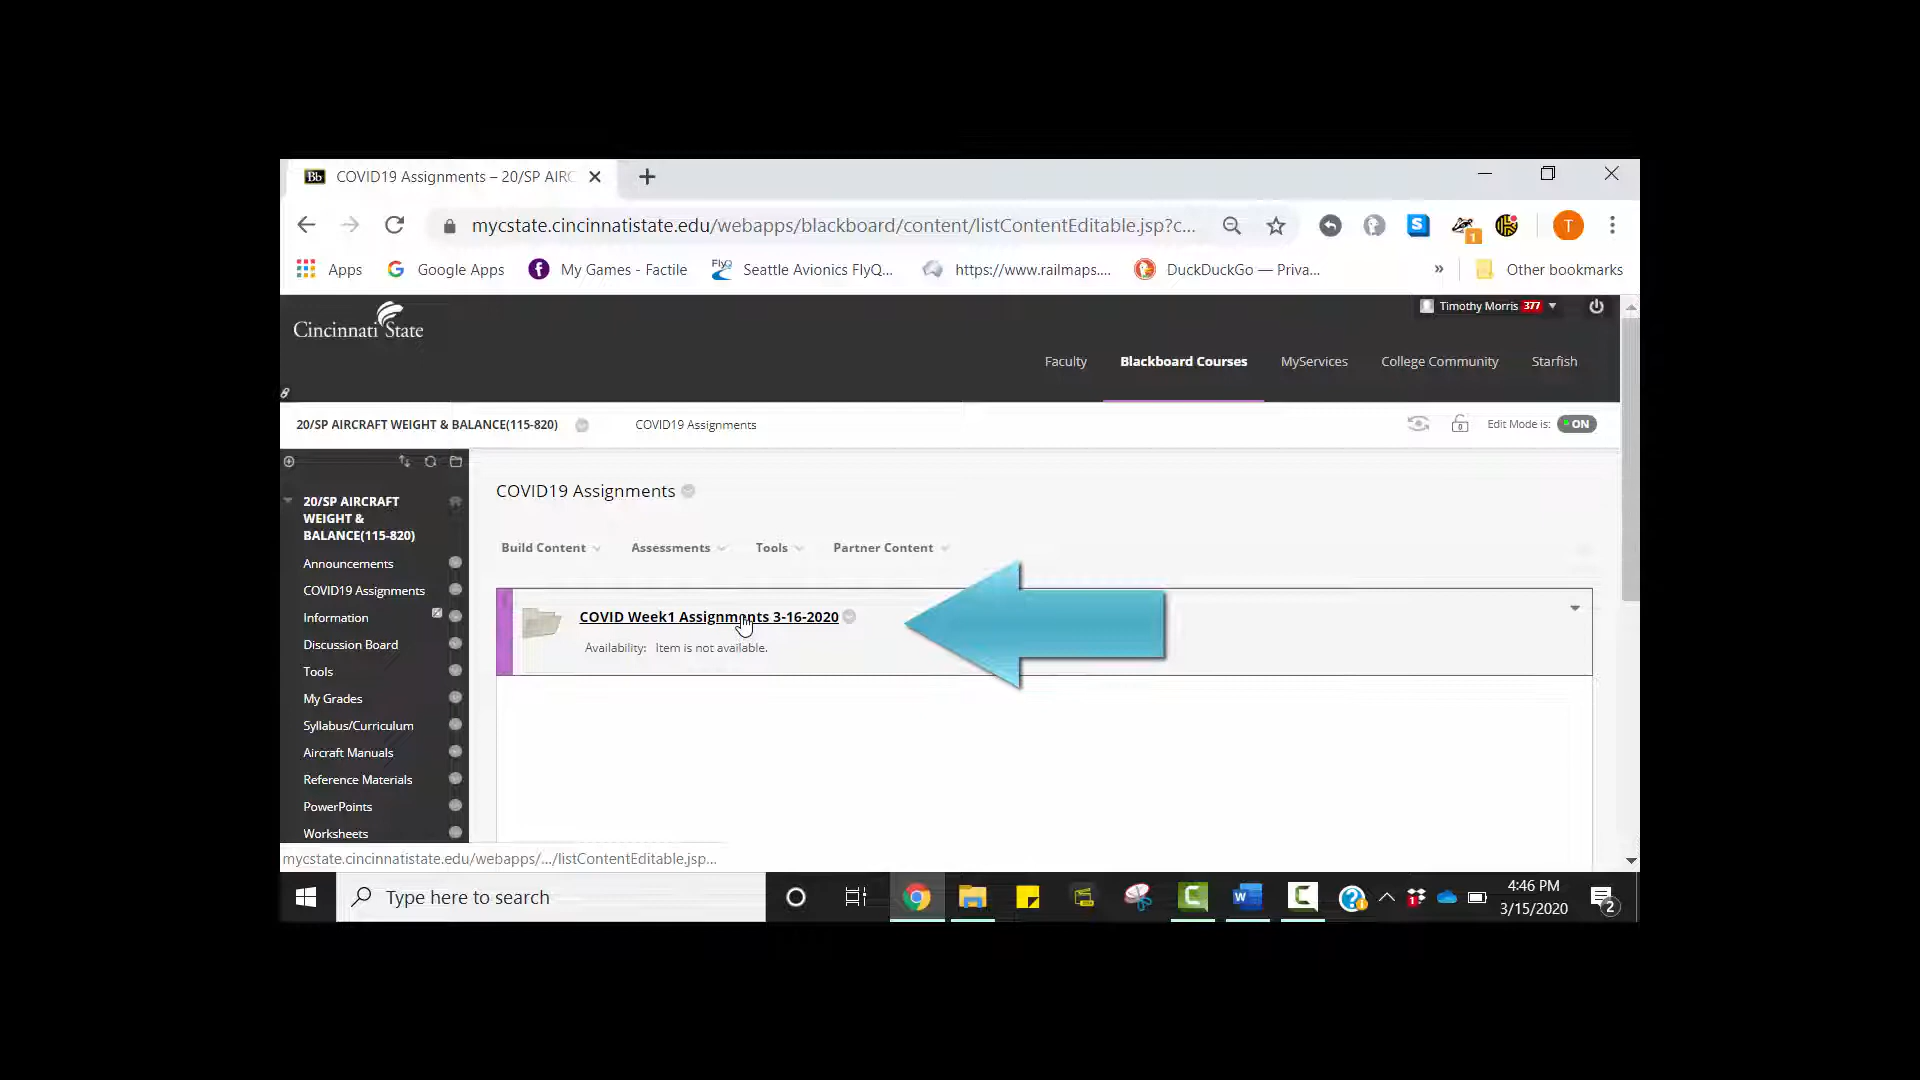 Bb COVID19 Assignments – 20/SP AIRC
mycstate.cincinnatistate.edu/webapps/blackboard/content/listContentEditable.jsp?c...
S
1
T
Apps
G Google Apps
f My Games - Factile
FlyQ Seattle Avionics FlyQ...
https://www.railmaps....
DuckDuckGo — Priva...
»
Other bookmarks
Timothy Morris 377
Cincinnati State
Faculty
Blackboard Courses
MyServices
College Community
Starfish
20/SP AIRCRAFT WEIGHT & BALANCE(115-820)
COVID19 Assignments
Edit Mode is: ON
COVID19 Assignments
20/SP AIRCRAFT
WEIGHT &
BALANCE(115-820)
Announcements
COVID19 Assignments
Information
Discussion Board
Tools
My Grades
Syllabus/Curriculum
Aircraft Manuals
Reference Materials
PowerPoints
Worksheets
Build Content
Assessments
Tools
Partner Content
COVID Week1 Assignments 3-16-2020
Availability: Item is not available.
mycstate.cincinnatistate.edu/webapps/.../listContentEditable.jsp...
Type here to search
4:46 PM
3/15/2020
2